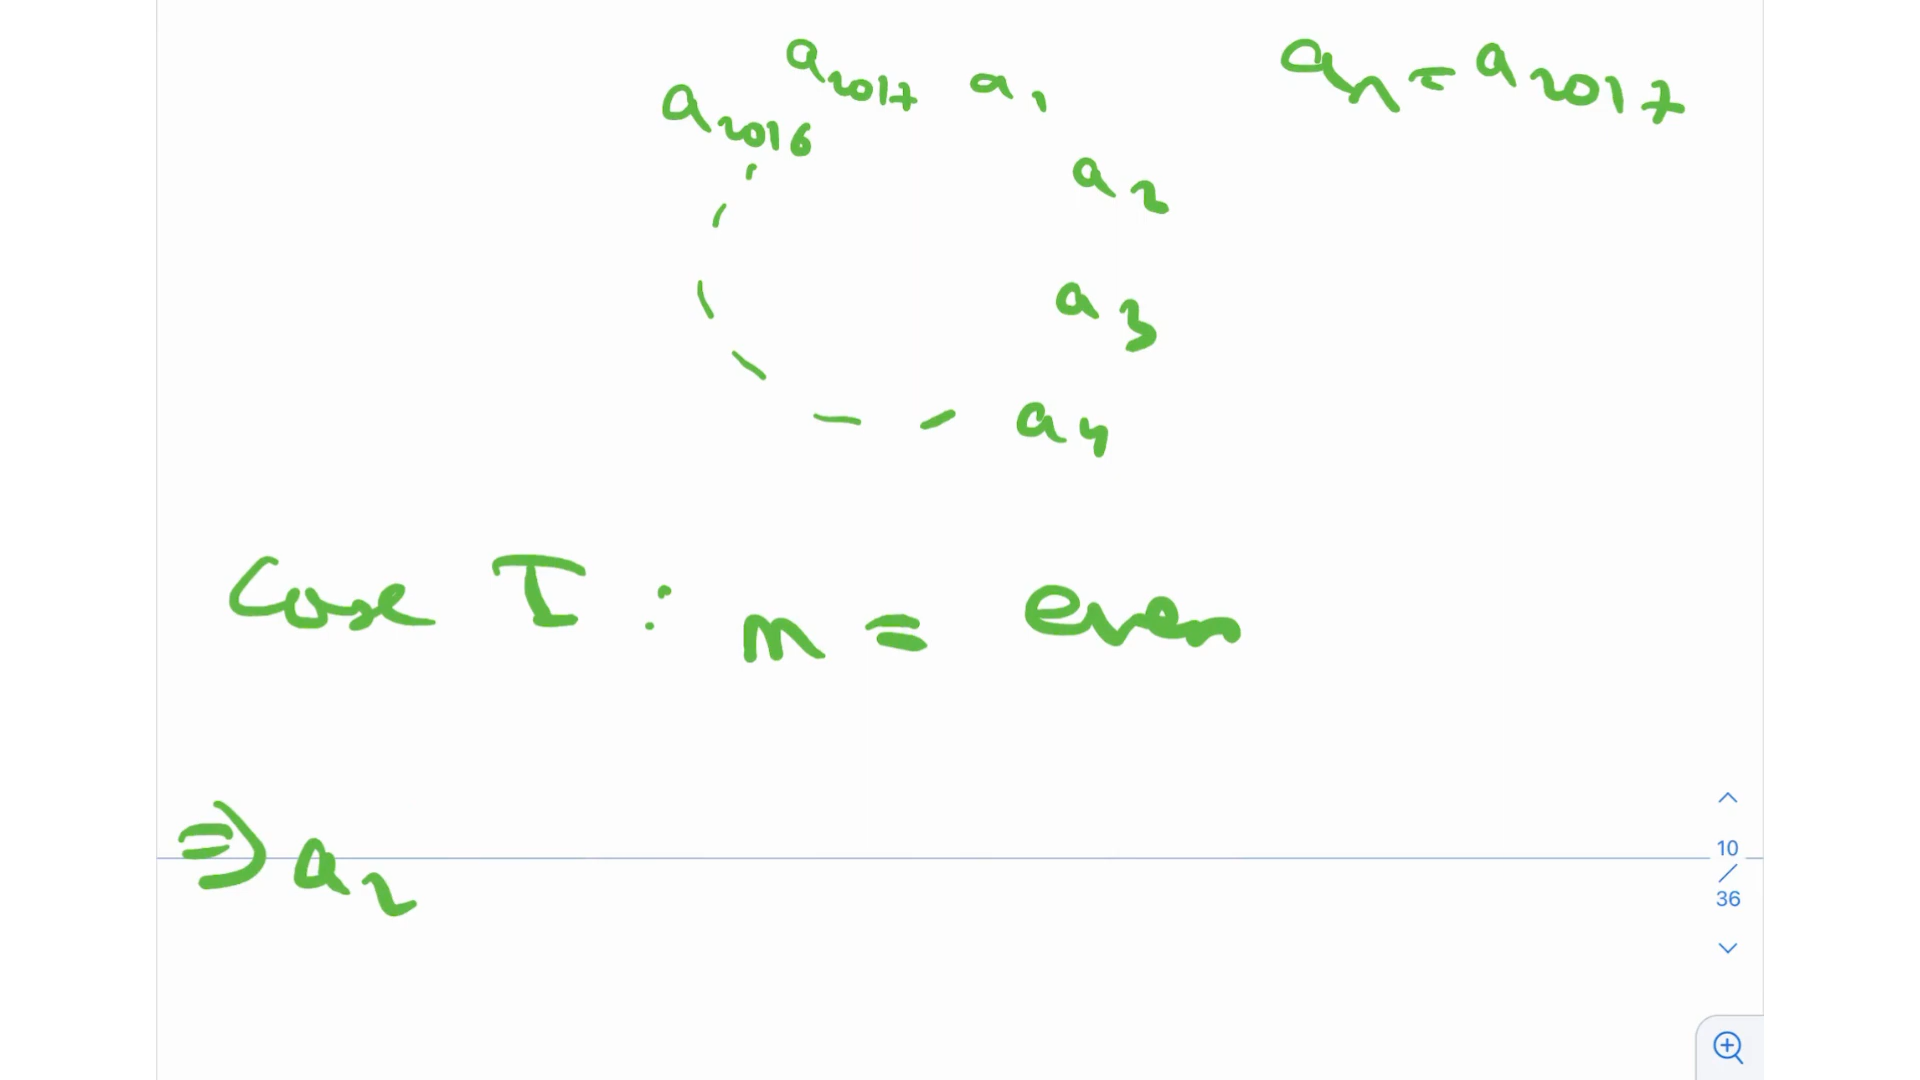 a2017 a1 an = a2017
a2016
a2
a3
a4
Case I : m = even
⇒ a2
10
/
36